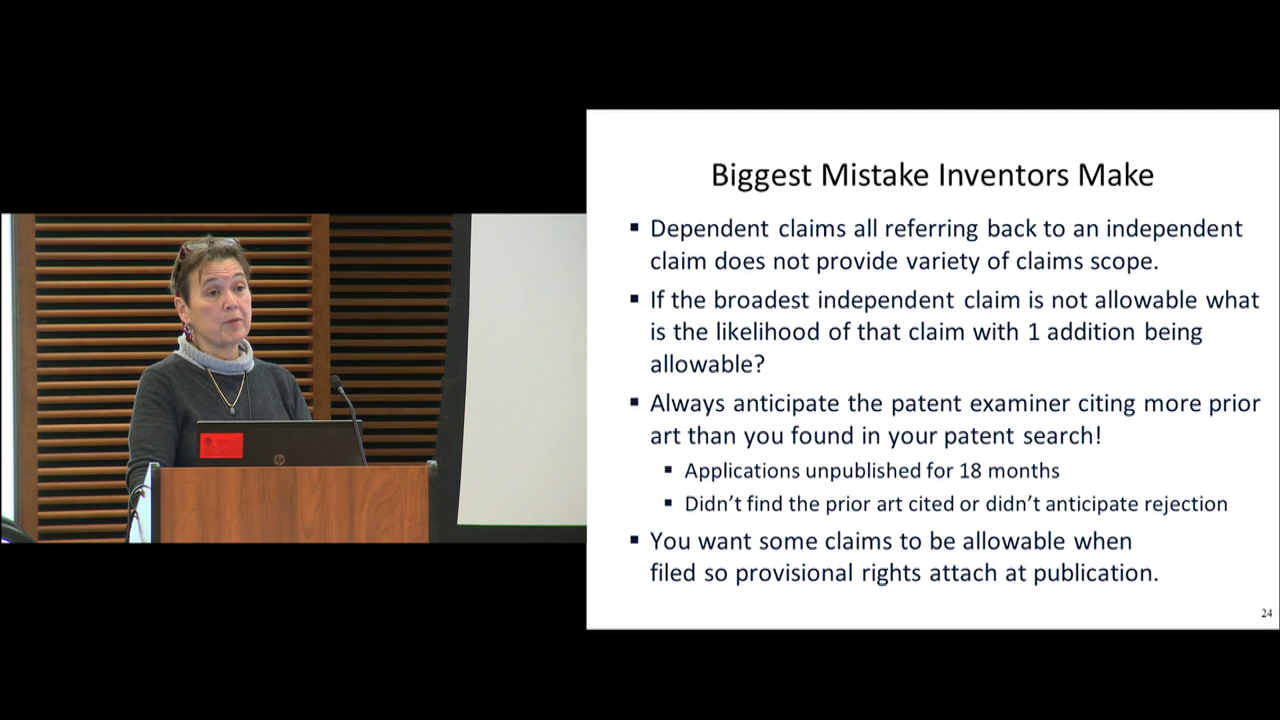 Biggest Mistake Inventors Make
▪ Dependent claims all referring back to an independent
claim does not provide variety of claims scope.
▪ If the broadest independent claim is not allowable what
is the likelihood of that claim with 1 addition being
allowable?
▪ Always anticipate the patent examiner citing more prior
art than you found in your patent search!
▪ Applications unpublished for 18 months
▪ Didn't find the prior art cited or didn't anticipate rejection
▪ You want some claims to be allowable when
filed so provisional rights attach at publication.
24
hp